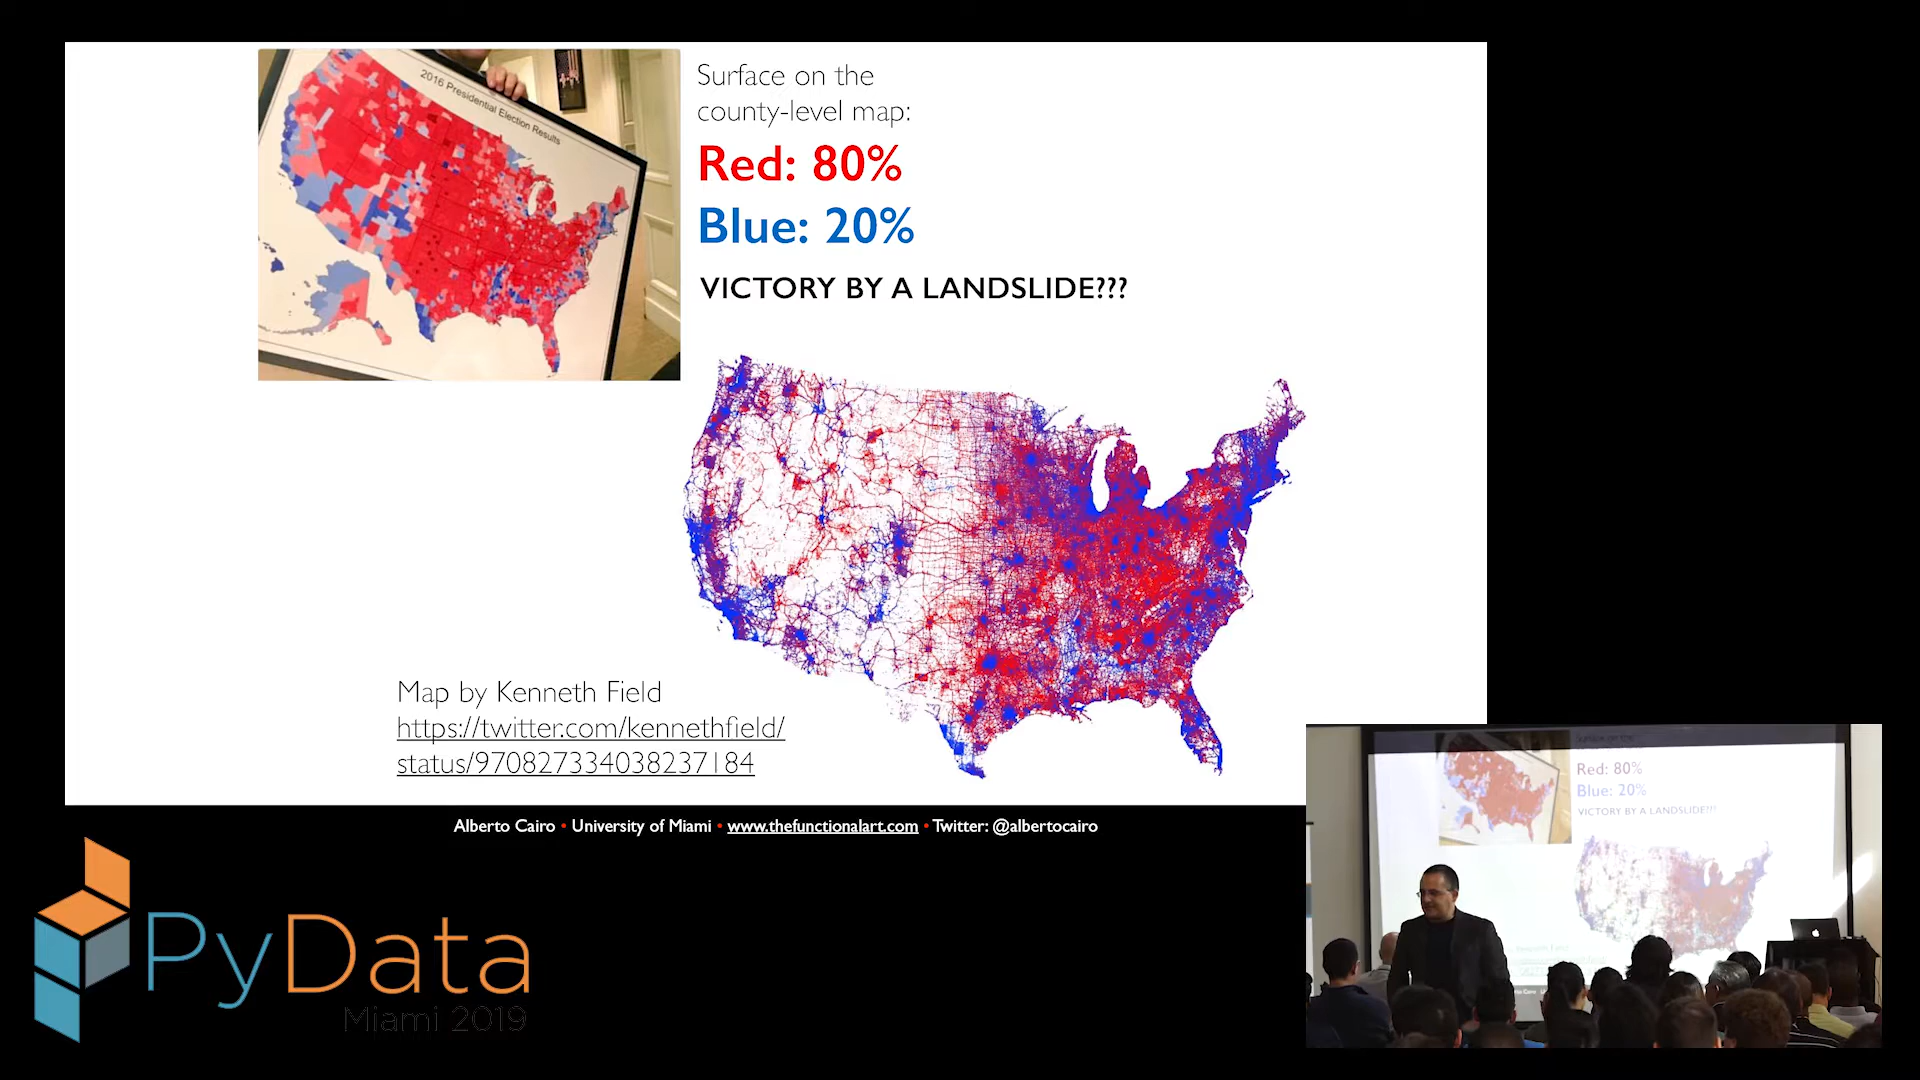 2016 Presidential Election Results
Surface on the
county-level map:
Red: 80%
Blue: 20%
VICTORY BY A LANDSLIDE???
Map by Kenneth Field
https://twitter.com/kennethfield/
status/970827334038237184
Alberto Cairo • University of Miami • www.thefunctionalart.com • Twitter: @albertocairo
PyData
Miami 2019
Red: 80%
Blue: 20%
VICTORY BY A LANDSLIDE???